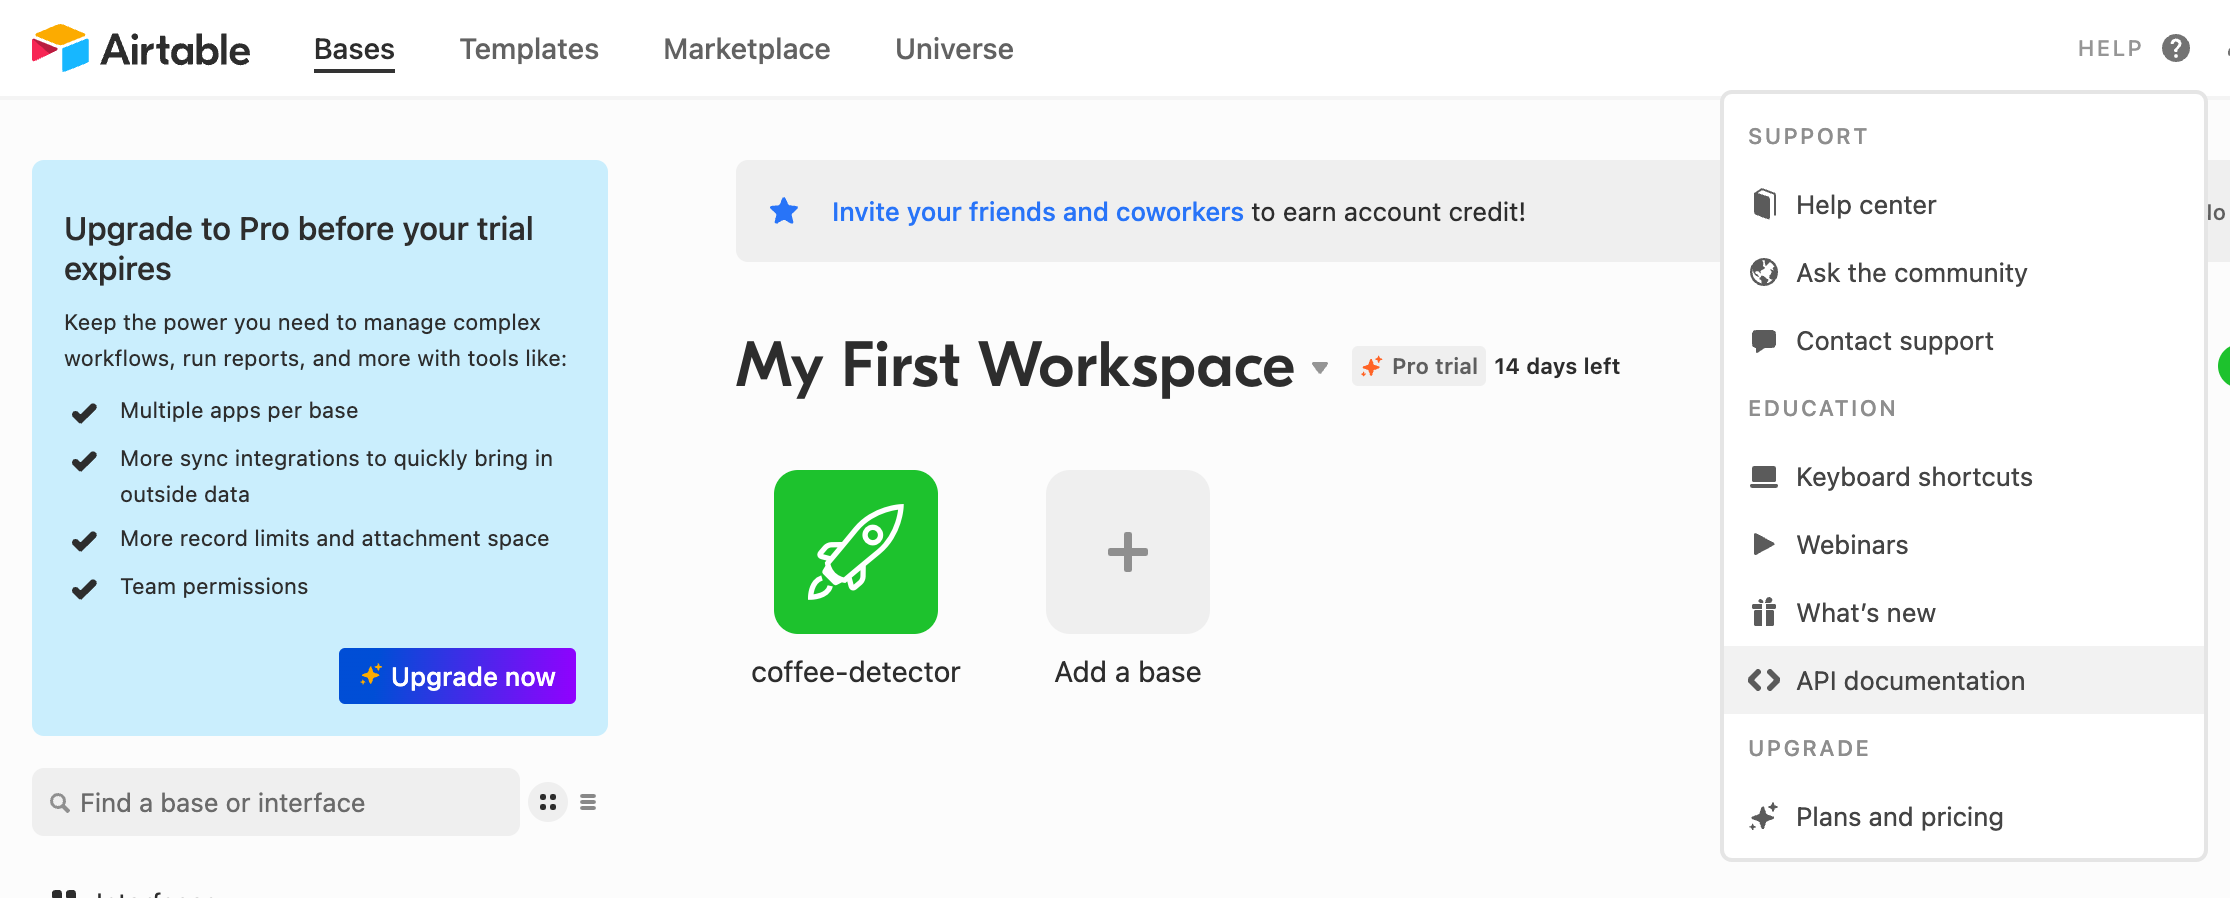 Airtable
Bases
Templates
Marketplace
Universe
HELP
Upgrade to Pro before your trial
expires
Keep the power you need to manage complex
workflows, run reports, and more with tools like:
Multiple apps per base
More sync integrations to quickly bring in
outside data
More record limits and attachment space
Team permissions
Upgrade now
Find a base or interface
Invite your friends and coworkers to earn account credit!
My First Workspace
Pro trial
14 days left
coffee-detector
Add a base
SUPPORT
Help center
Ask the community
Contact support
EDUCATION
Keyboard shortcuts
Webinars
What's new
API documentation
UPGRADE
Plans and pricing